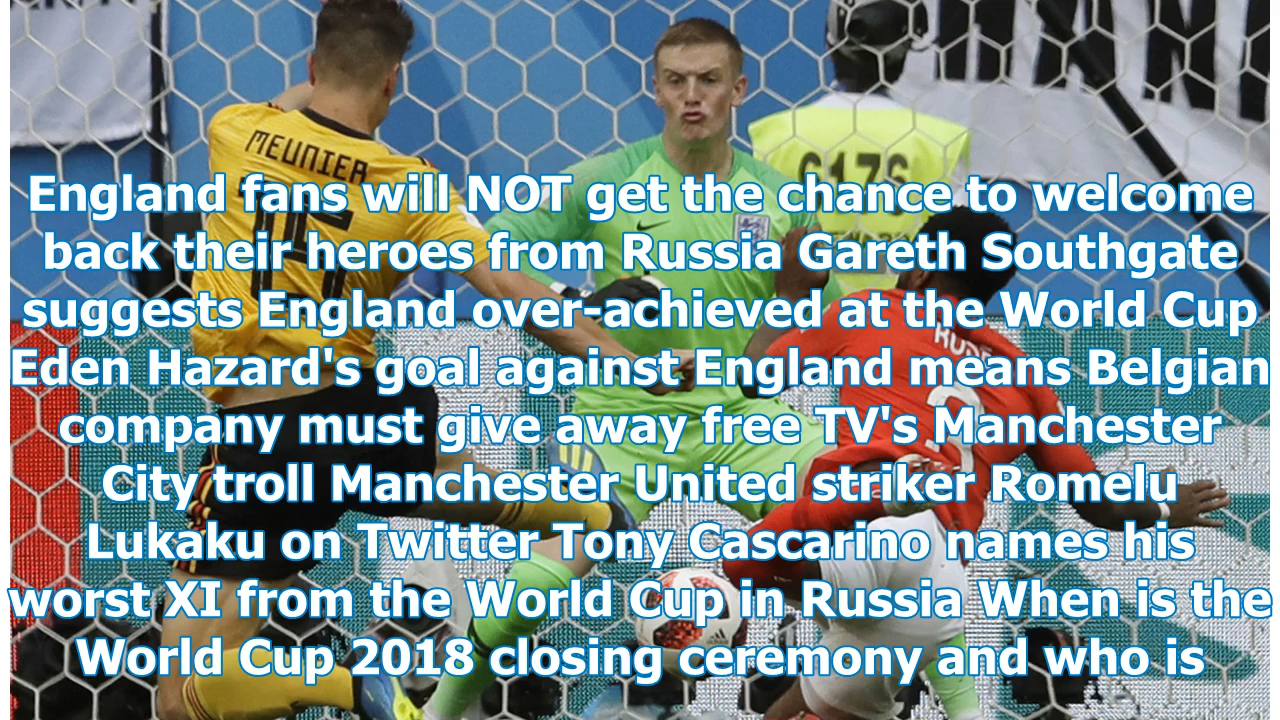 MEUNIER
15
6176
England fans will NOT get the chance to welcome
back their heroes from Russia Gareth Southgate
suggests England over-achieved at the World Cup
Eden Hazard's goal against England means Belgian
company must give away free TV's Manchester
City troll Manchester United striker Romelu
Lukaku on Twitter Tony Cascarino names his
worst XI from the World Cup in Russia When is the
World Cup 2018 closing ceremony and who is